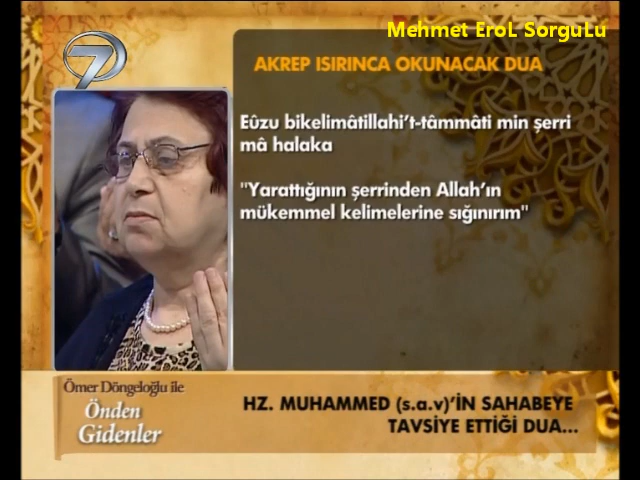 Mehmet EroL SorguLu
7
AKREP ISIRINCA OKUNACAK DUA
Eûzu bikelimâtillahi't-tâmmâti min şerri
mâ halaka
"Yarattığının şerrinden Allah'ın
mükemmel kelimelerine sığınırım"
Ömer Döngeloğlu ile
Önden
Gidenler
HZ. MUHAMMED (s.a.v)'İN SAHABEYE
TAVSİYE ETTİĞİ DUA...